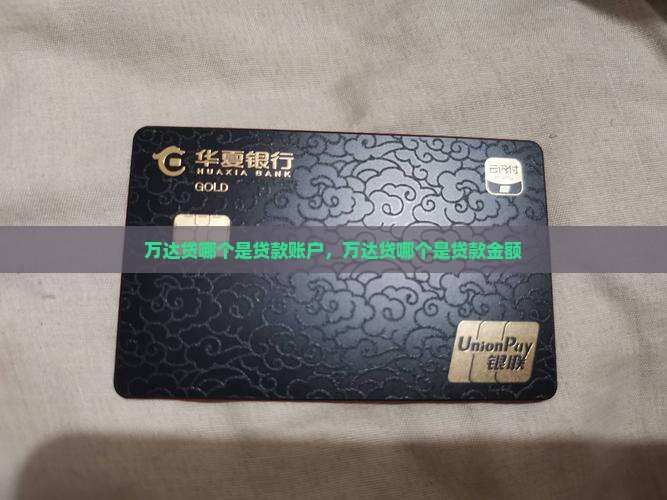 华夏银行
HUAXIA BANK
GOLD
云闪付
万达贷哪个是贷款账户，万达贷哪个是贷款金额
UnionPay
银联